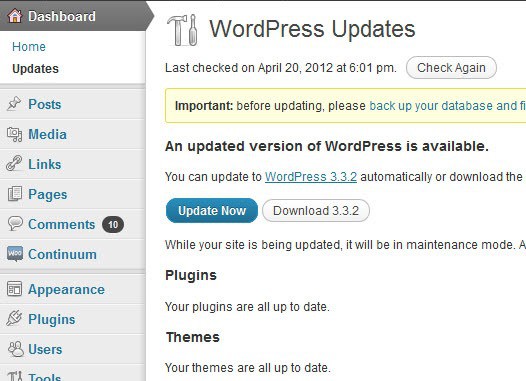 Dashboard
Home
Updates
Posts
Media
Links
Pages
Comments 10
WOO Continuum
Appearance
Plugins
Users
Tools
WordPress Updates
Last checked on April 20, 2012 at 6:01 pm. Check Again
Important: before updating, please back up your database and fi
An updated version of WordPress is available.
You can update to WordPress 3.3.2 automatically or download the
Update Now Download 3.3.2
While your site is being updated, it will be in maintenance mode. A
Plugins
Your plugins are all up to date.
Themes
Your themes are all up to date.